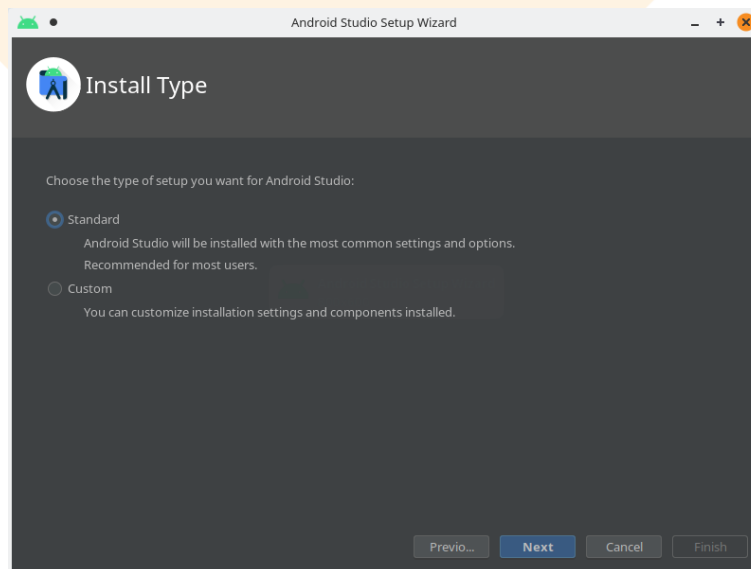 Android Studio Setup Wizard
Install Type
Choose the type of setup you want for Android Studio:
Standard
Android Studio will be installed with the most common settings and options.
Recommended for most users.
Custom
You can customize installation settings and components installed.
Previo... Next Cancel Finish